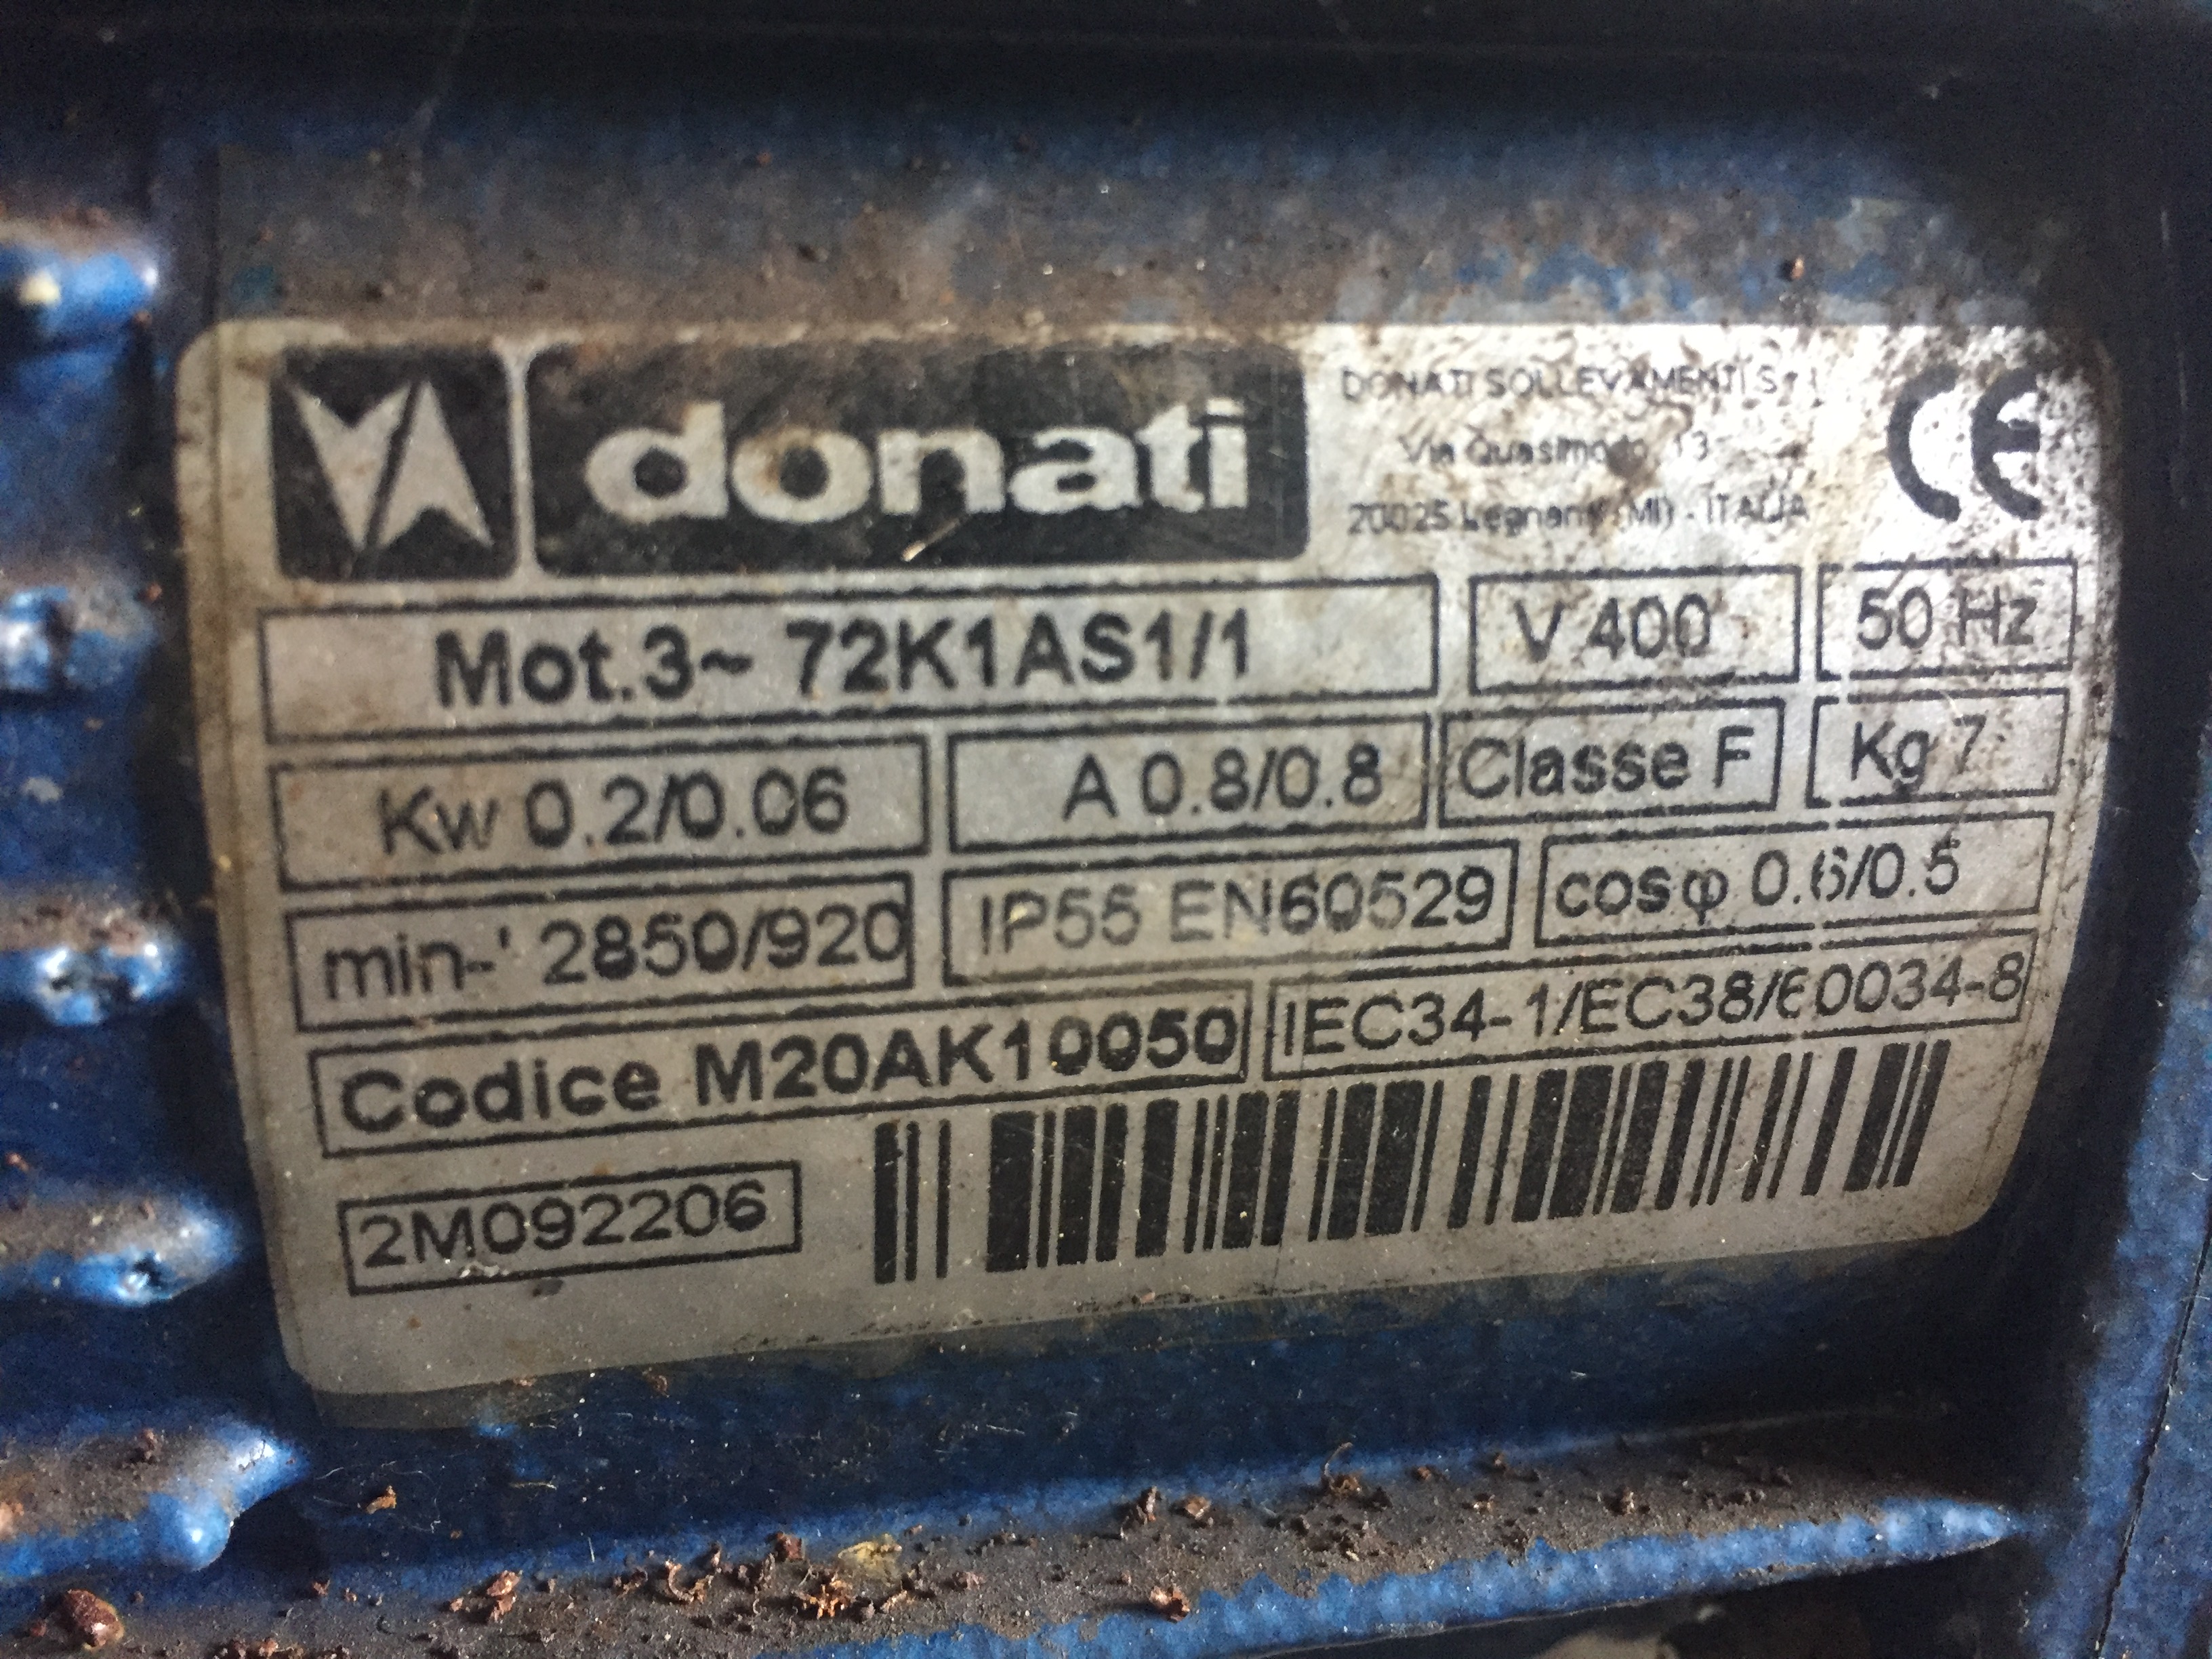 donati
DONATI SOLLEVAMENTI S.r.l.
Via Quasimodo, 13
20025 Legnano (MI) - ITALIA
CE
Mot.3~ 72K1AS1/1
V 400
50 Hz
Kw 0.2/0.06
A 0.8/0.8
Classe F
Kg 7
min-' 2850/920
IP55 EN60529
cosφ 0.6/0.5
Codice M20AK10050
IEC34-1/EC38/60034-8
2M092206